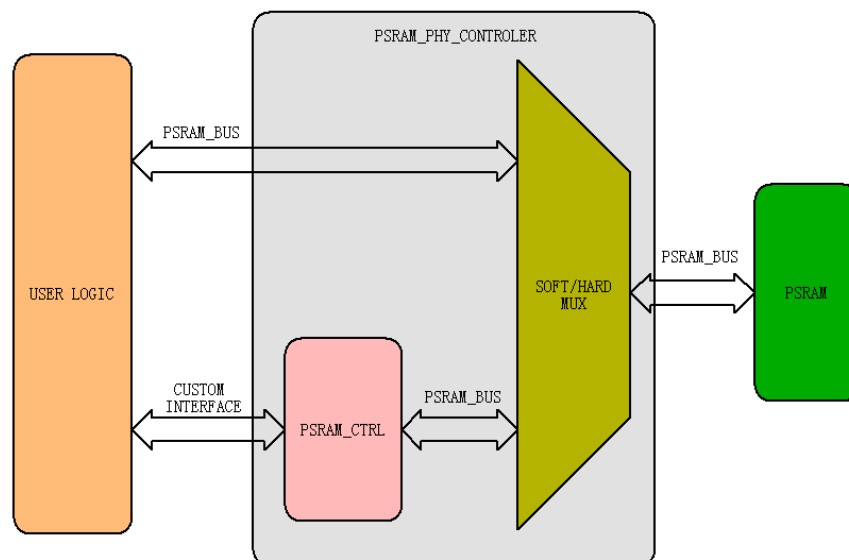 PSRAM_PHY_CONTROLER
PSRAM_BUS
PSRAM_BUS
USER LOGIC
SOFT/HARD
MUX
PSRAM
CUSTOM
INTERFACE
PSRAM_BUS
PSRAM_CTRL